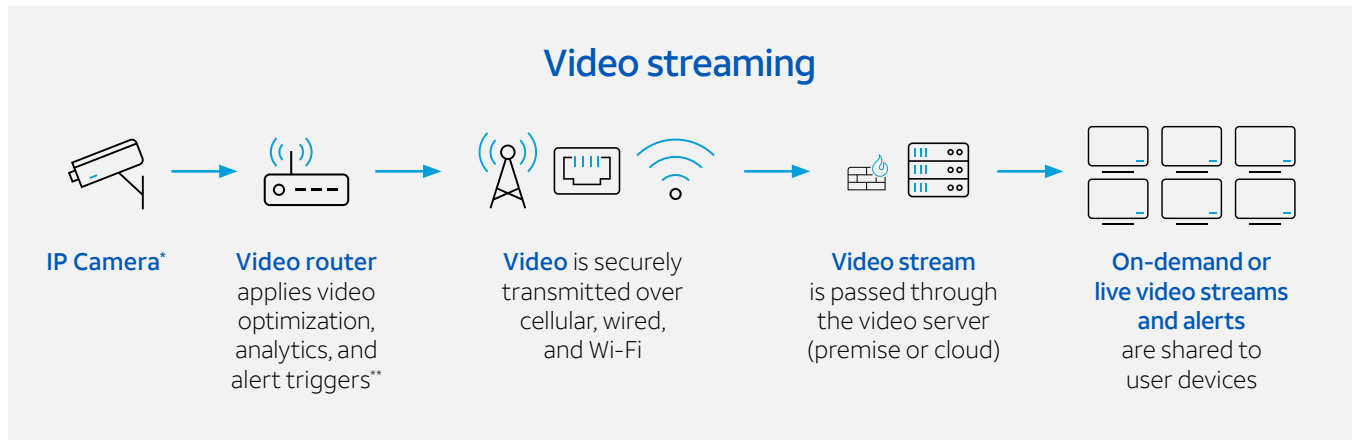 Video streaming
IP Camera*
Video router
applies video
optimization,
analytics, and
alert triggers**
Video is securely
transmitted over
cellular, wired,
and Wi-Fi
Video stream
is passed through
the video server
(premise or cloud)
On-demand or
live video streams
and alerts
are shared to
user devices